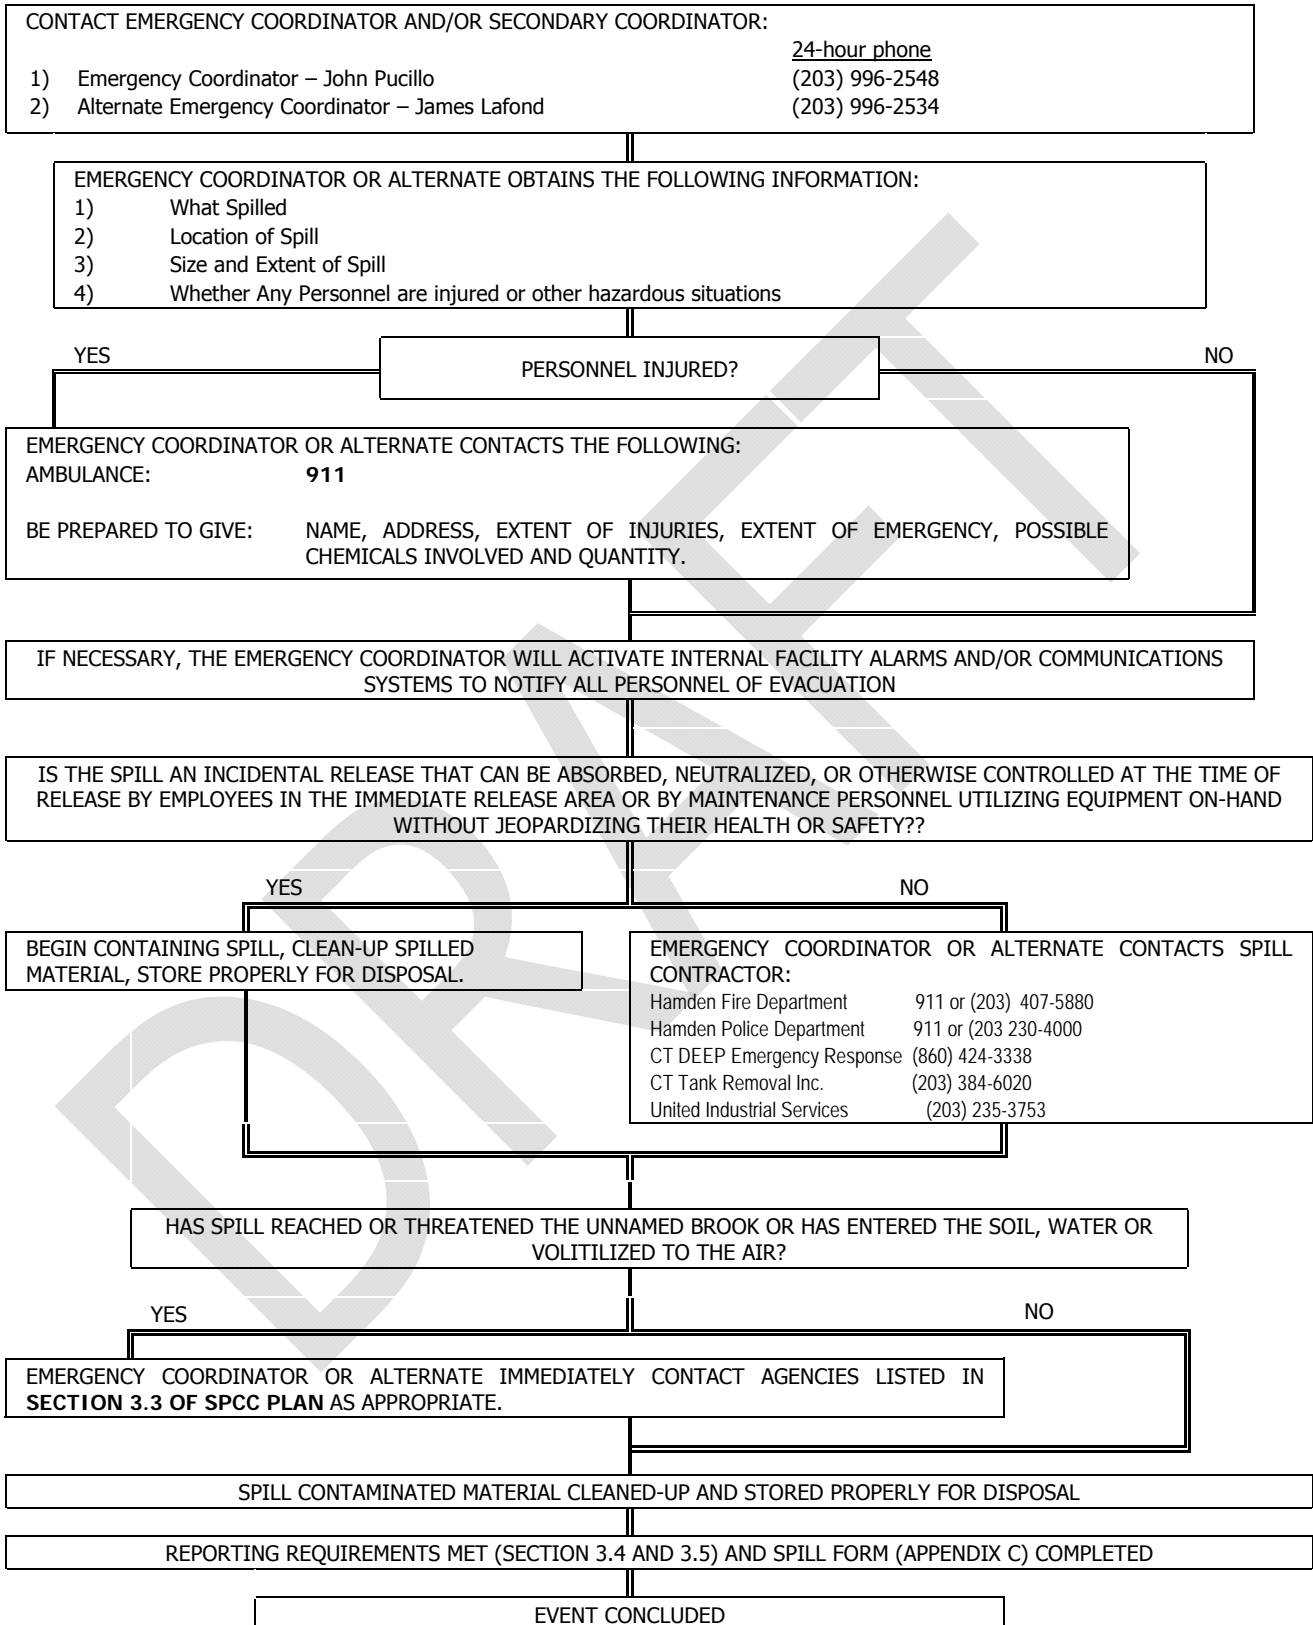 CONTACT EMERGENCY COORDINATOR AND/OR SECONDARY COORDINATOR:
24-hour phone
1) Emergency Coordinator – John Pucillo (203) 996-2548
2) Alternate Emergency Coordinator – James Lafond (203) 996-2534
EMERGENCY COORDINATOR OR ALTERNATE OBTAINS THE FOLLOWING INFORMATION:
1) What Spilled
2) Location of Spill
3) Size and Extent of Spill
4) Whether Any Personnel are injured or other hazardous situations
YES
PERSONNEL INJURED?
NO
EMERGENCY COORDINATOR OR ALTERNATE CONTACTS THE FOLLOWING:
AMBULANCE: 911
BE PREPARED TO GIVE: NAME, ADDRESS, EXTENT OF INJURIES, EXTENT OF EMERGENCY, POSSIBLE
CHEMICALS INVOLVED AND QUANTITY.
IF NECESSARY, THE EMERGENCY COORDINATOR WILL ACTIVATE INTERNAL FACILITY ALARMS AND/OR COMMUNICATIONS
SYSTEMS TO NOTIFY ALL PERSONNEL OF EVACUATION
IS THE SPILL AN INCIDENTAL RELEASE THAT CAN BE ABSORBED, NEUTRALIZED, OR OTHERWISE CONTROLLED AT THE TIME OF
RELEASE BY EMPLOYEES IN THE IMMEDIATE RELEASE AREA OR BY MAINTENANCE PERSONNEL UTILIZING EQUIPMENT ON-HAND
WITHOUT JEOPARDIZING THEIR HEALTH OR SAFETY??
YES
NO
BEGIN CONTAINING SPILL, CLEAN-UP SPILLED
MATERIAL, STORE PROPERLY FOR DISPOSAL.
EMERGENCY COORDINATOR OR ALTERNATE CONTACTS SPILL
CONTRACTOR:
Hamden Fire Department 911 or (203) 407-5880
Hamden Police Department 911 or (203 230-4000
CT DEEP Emergency Response (860) 424-3338
CT Tank Removal Inc. (203) 384-6020
United Industrial Services (203) 235-3753
HAS SPILL REACHED OR THREATENED THE UNNAMED BROOK OR HAS ENTERED THE SOIL, WATER OR
VOLITILIZED TO THE AIR?
YES
NO
EMERGENCY COORDINATOR OR ALTERNATE IMMEDIATELY CONTACT AGENCIES LISTED IN
SECTION 3.3 OF SPCC PLAN AS APPROPRIATE.
SPILL CONTAMINATED MATERIAL CLEANED-UP AND STORED PROPERLY FOR DISPOSAL
REPORTING REQUIREMENTS MET (SECTION 3.4 AND 3.5) AND SPILL FORM (APPENDIX C) COMPLETED
EVENT CONCLUDED
DRAFT